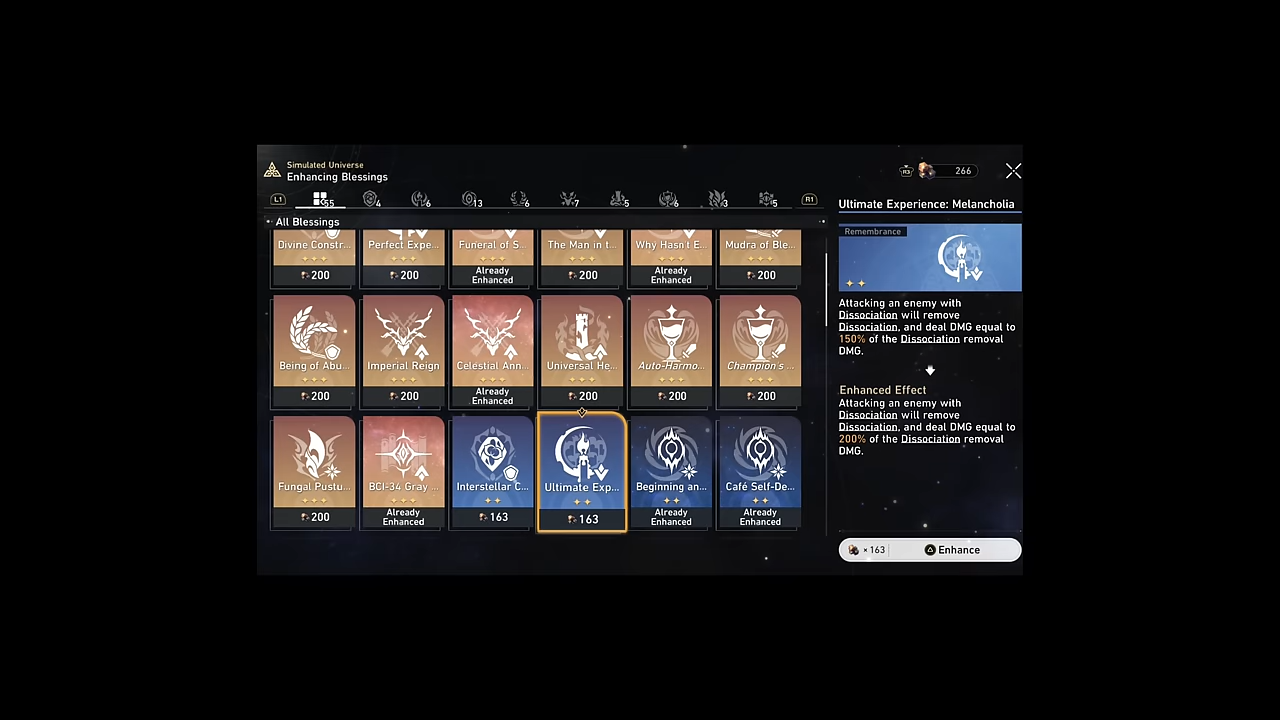 Simulated Universe
Enhancing Blessings
R3
266
L1
55
4
6
13
6
7
5
6
3
5
R1
All Blessings
Divine Constr...
Perfect Expe...
Funeral of S...
The Man in t...
Why Hasn't E...
Mudra of Ble...
200
200
Already
Enhanced
200
Already
Enhanced
200
Being of Abu...
Imperial Reign
Celestial Ann...
Universal He...
Auto-Harmo...
Champion's ...
200
200
Already
Enhanced
200
200
200
Fungal Pustu...
BCI-34 Gray ...
Interstellar C...
Ultimate Exp...
Beginning an...
Café Self-De...
200
Already
Enhanced
163
163
Already
Enhanced
Already
Enhanced
Ultimate Experience: Melancholia
Remembrance
Attacking an enemy with
Dissociation will remove
Dissociation, and deal DMG equal to
150% of the Dissociation removal
DMG.
Enhanced Effect
Attacking an enemy with
Dissociation will remove
Dissociation, and deal DMG equal to
200% of the Dissociation removal
DMG.
×163
Enhance